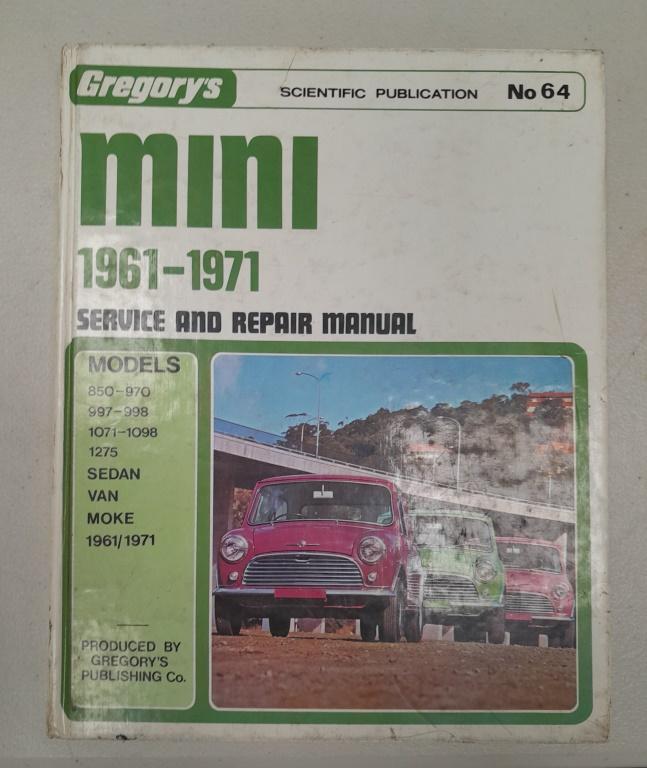 Gregory's
SCIENTIFIC PUBLICATION No 64
mini
1961-1971
SERVICE AND REPAIR MANUAL
MODELS
850-970
997-998
1071-1098
1275
SEDAN
VAN
MOKE
1961/1971
PRODUCED BY
GREGORY'S
PUBLISHING Co.